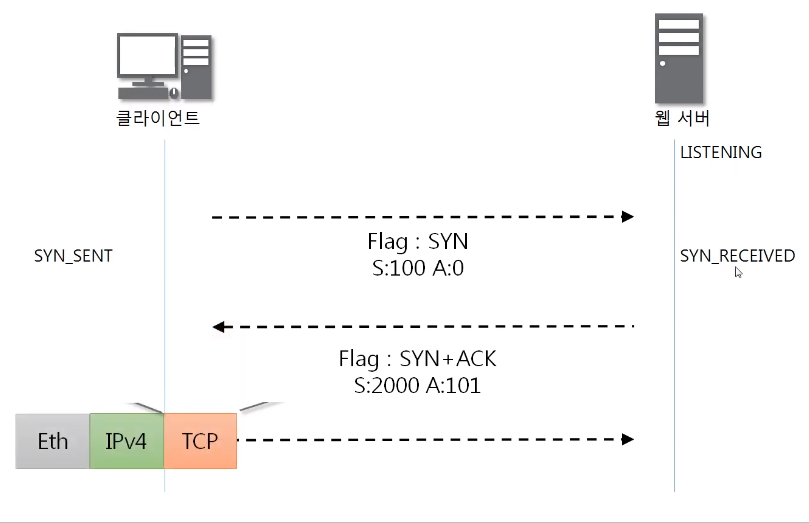 클라이언트
웹 서버
LISTENING
Flag : SYN
S:100 A:0
SYN_SENT
SYN_RECEIVED
Flag : SYN+ACK
S:2000 A:101
Eth
IPv4
TCP